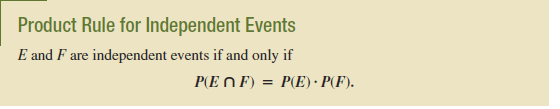 Product Rule for Independent Events
E and F are independent events if and only if
P(E ∩ F) = P(E) · P(F).